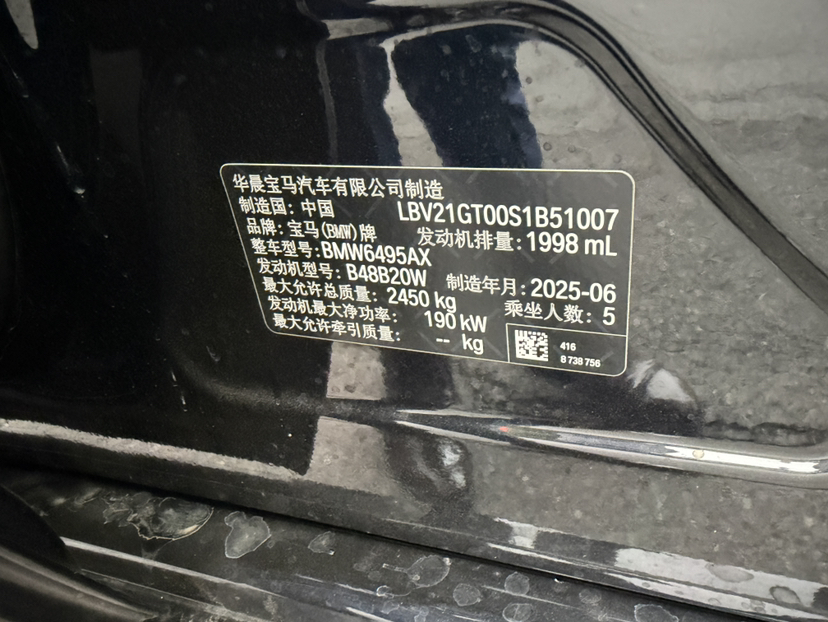 华晨宝马汽车有限公司制造
制造国: 中国 LBV21GT00S1B51007
品牌: 宝马(BMW)牌 发动机排量: 1998 mL
整车型号: BMW6495AX
发动机型号: B48B20W 制造年月: 2025-06
最大允许总质量: 2450 kg 乘坐人数: 5
发动机最大净功率: 190 kW
最大允许牵引质量: -- kg
416
8 738 756